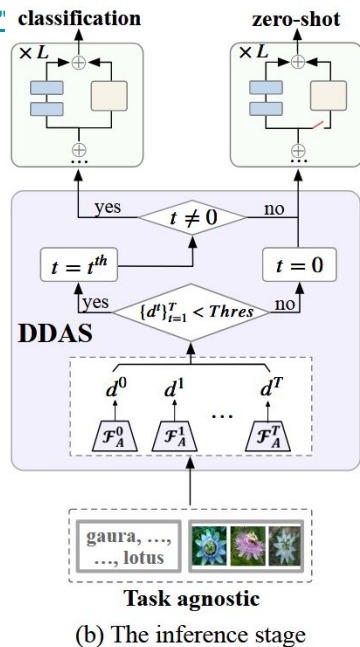 "
classification zero-shot
× L × L
⊕ ⊕
⊕ ⊕
... ...
yes t ≠ 0 no
t = t^{th} t = 0
yes {d^t}_{t=1}^T < Thres no
DDAS
d^0 d^1 d^T
...
F_A^0 F_A^1 F_A^T
gaura, ...,
..., lotus
Task agnostic
(b) The inference stage